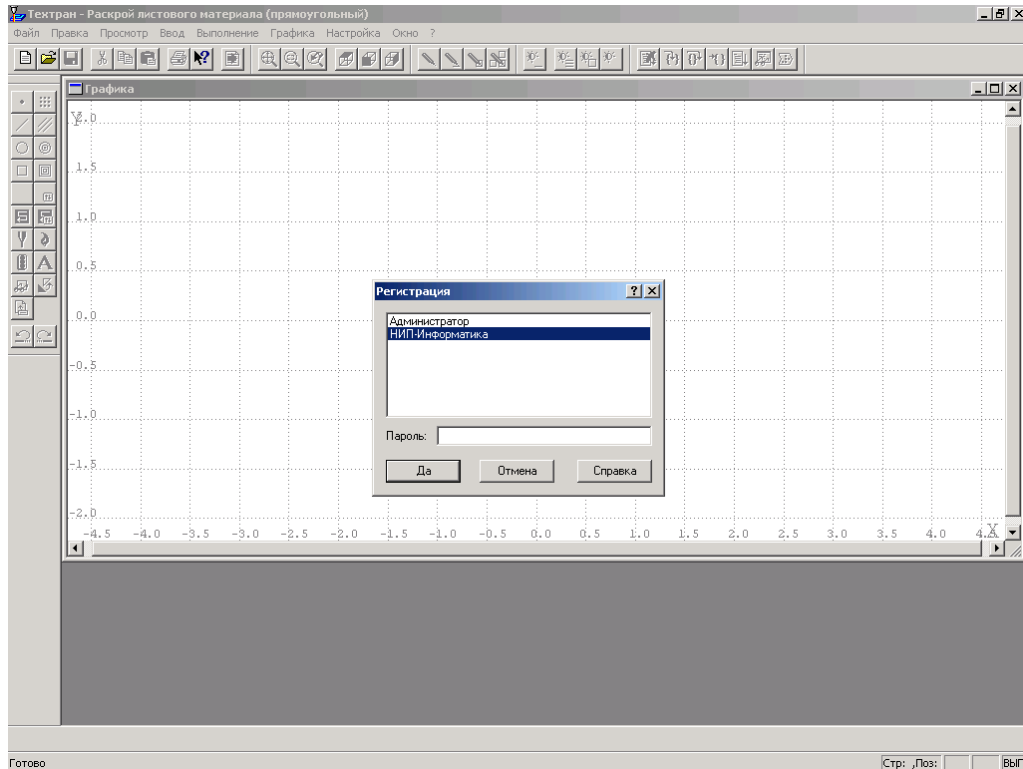 Техтран - Раскрой листового материала (прямоугольный)
Файл Правка Просмотр Ввод Выполнение Графика Настройка Окно ?
Графика
Y
2.0
1.5
1.0
0.5
0.0
-0.5
-1.0
-1.5
-2.0
-4.5 -4.0 -3.5 -3.0 -2.5 -2.0 -1.5 -1.0 -0.5 0.0 0.5 1.0 1.5 2.0 2.5 3.0 3.5 4.0 4.5
X
Регистрация
Администратор
НИП-Информатика
Пароль:
Да Отмена Справка
Готово Стр: ,Поз: ВЫП